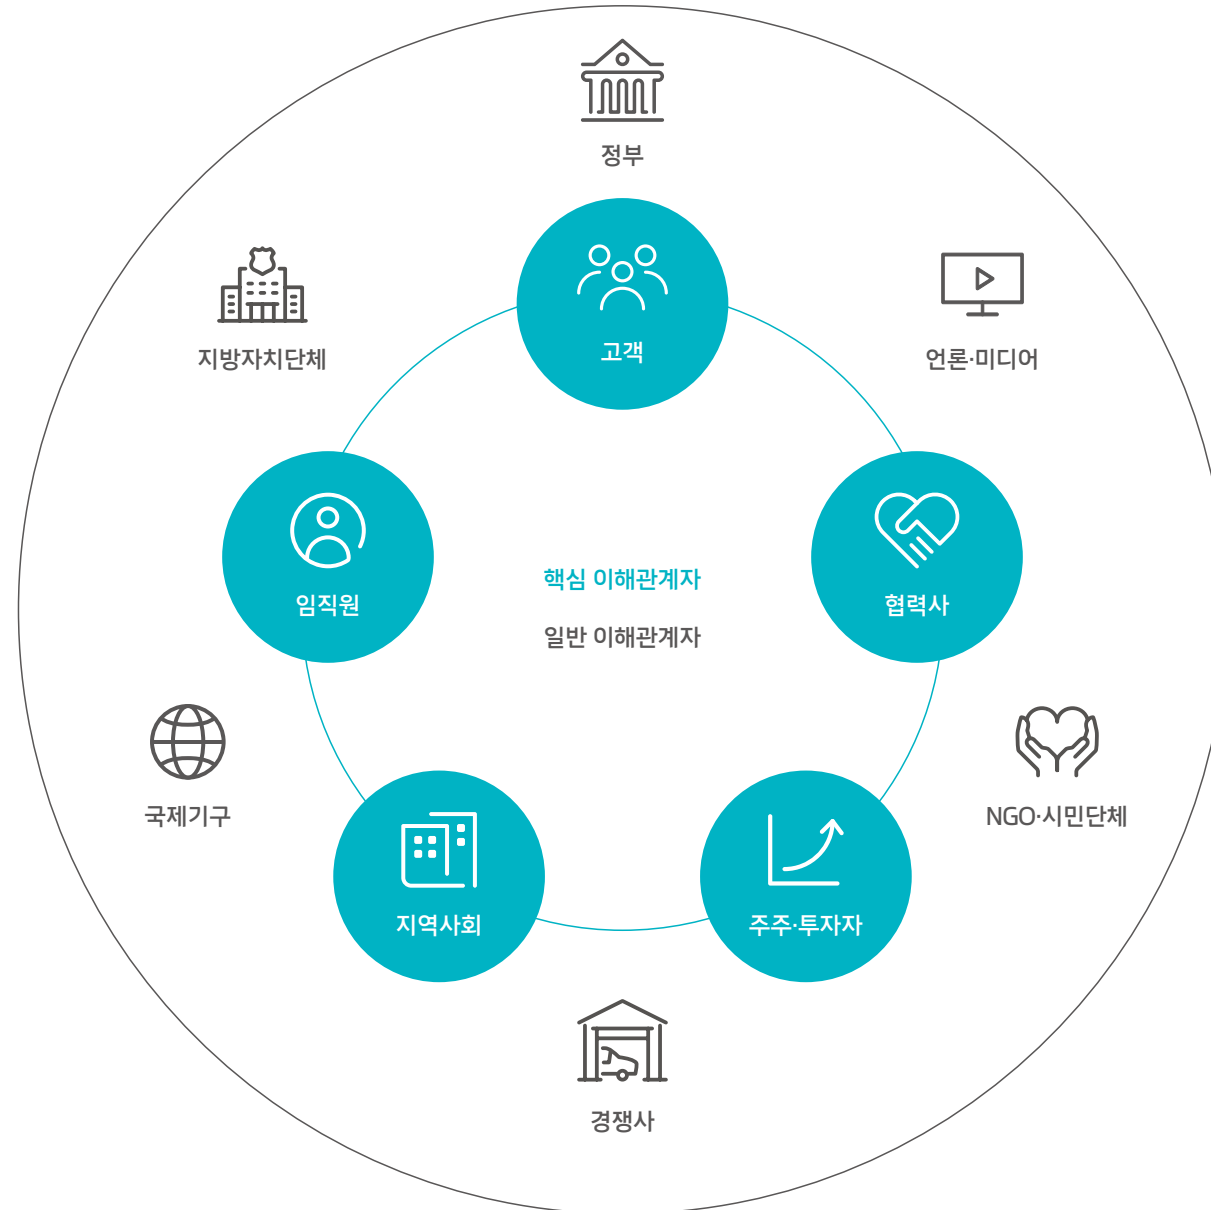 정부
고객
지방자치단체
언론·미디어
임직원
핵심 이해관계자
협력사
일반 이해관계자
국제기구
NGO·시민단체
지역사회
주주·투자자
경쟁사